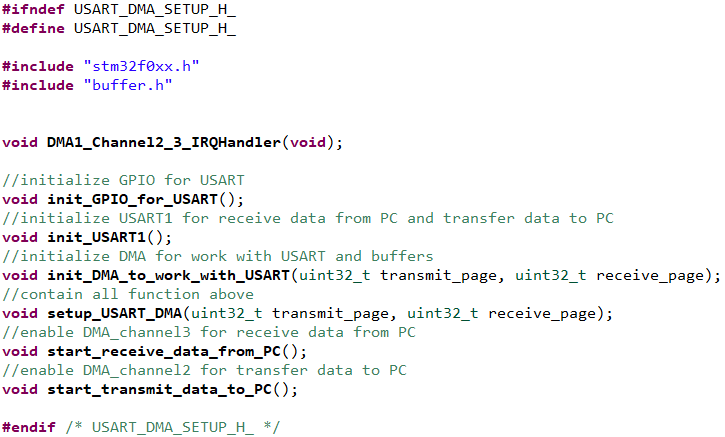 #ifndef USART_DMA_SETUP_H_
#define USART_DMA_SETUP_H_
#include "stm32f0xx.h"
#include "buffer.h"
void DMA1_Channel2_3_IRQHandler(void);
//initialize GPIO for USART
void init_GPIO_for_USART();
//initialize USART1 for receive data from PC and transfer data to PC
void init_USART1();
//initialize DMA for work with USART and buffers
void init_DMA_to_work_with_USART(uint32_t transmit_page, uint32_t receive_page);
//contain all function above
void setup_USART_DMA(uint32_t transmit_page, uint32_t receive_page);
//enable DMA_channel3 for receive data from PC
void start_receive_data_from_PC();
//enable DMA_channel2 for transfer data to PC
void start_transmit_data_to_PC();
#endif /* USART_DMA_SETUP_H_ */